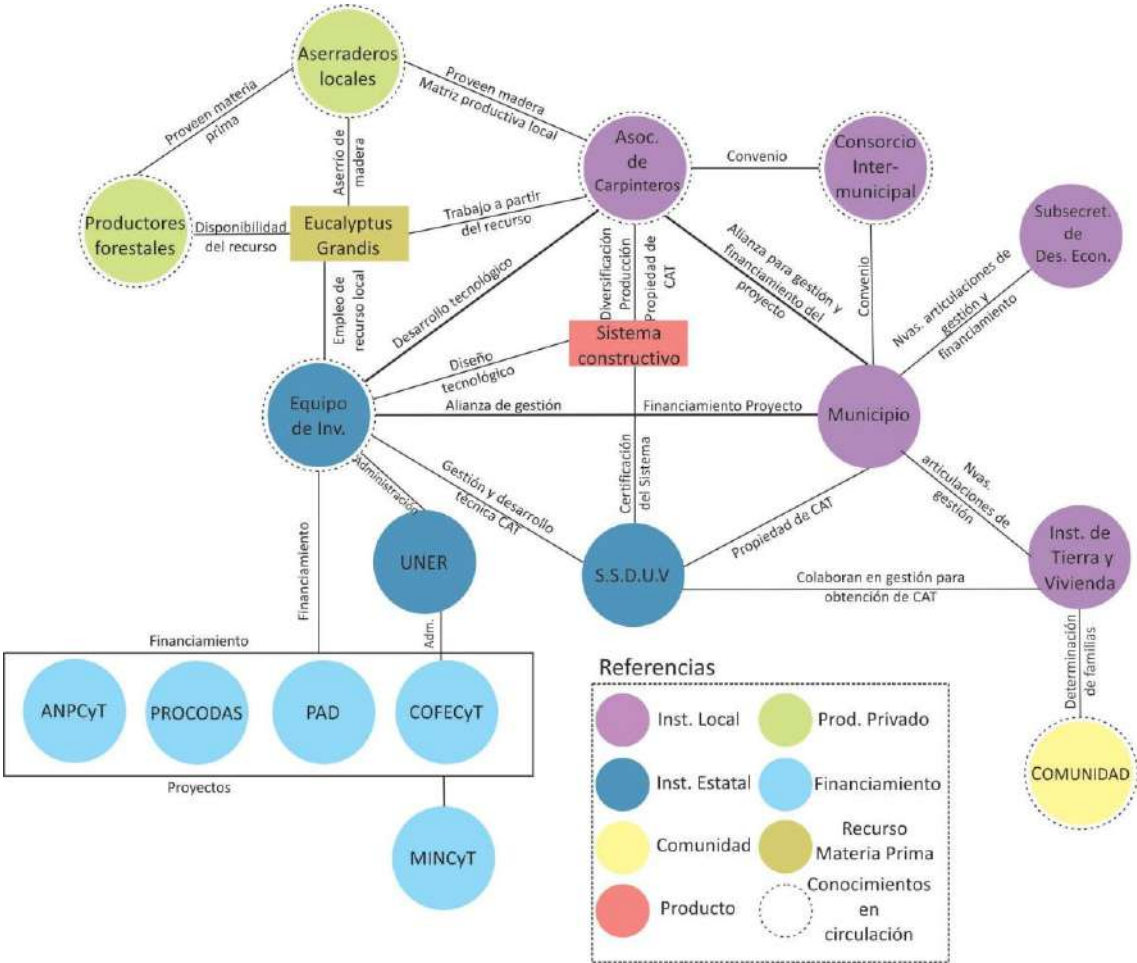 Aserraderos
locales
Proveen materia
prima
Proveen madera
Matriz productiva local
Aserrío de
madera
Asoc.
de
Carpinteros
Convenio
Consorcio
Inter-
municipal
Productores
forestales
Disponibilidad
del recurso
Eucalyptus
Grandis
Trabajo a partir
del recurso
Subsecret.
de
Des. Econ.
Empleo de
recurso local
Desarrollo tecnológico
Diversificación
Producción
Propiedad de
CAT
Alianza para gestión y
financiamiento del
proyecto
Convenio
Nvas. articulaciones de
gestión y
financiamiento
Sistema
constructivo
Diseño
tecnológico
Equipo
de Inv.
Alianza de gestión
Financiamiento Proyecto
Municipio
Administración
Gestión y desarrollo
técnica CAT
Certificación
del Sistema
Propiedad de CAT
Nvas.
articulaciones de
gestión
Financiamiento
UNER
S.S.D.U.V
Colaboran en gestión para
obtención de CAT
Inst. de
Tierra y
Vivienda
Adm.
Financiamiento
ANPCyT
PROCODAS
PAD
COFECyT
Proyectos
MINCyT
Determinación
de familias
COMUNIDAD
Referencias
Inst. Local
Prod. Privado
Inst. Estatal
Financiamiento
Comunidad
Recurso
Materia Prima
Producto
Conocimientos
en
circulación